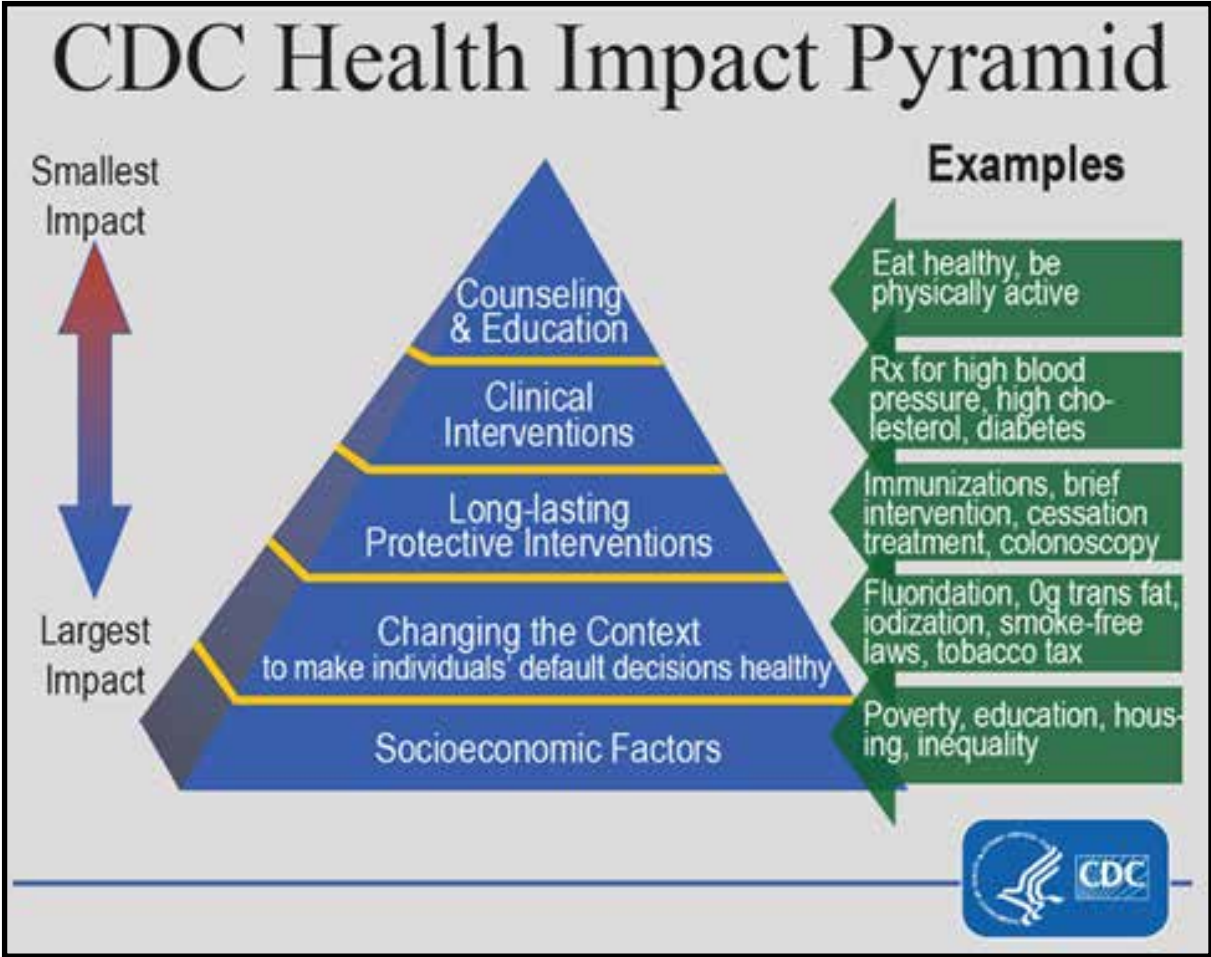 CDC Health Impact Pyramid
Smallest
Impact
Largest
Impact
Counseling
& Education
Clinical
Interventions
Long-lasting
Protective Interventions
Changing the Context
to make individuals' default decisions healthy
Socioeconomic Factors
Examples
Eat healthy, be
physically active
Rx for high blood
pressure, high cho-
lesterol, diabetes
Immunizations, brief
intervention, cessation
treatment, colonoscopy
Fluoridation, 0g trans fat,
iodization, smoke-free
laws, tobacco tax
Poverty, education, hous-
ing, inequality
CDC